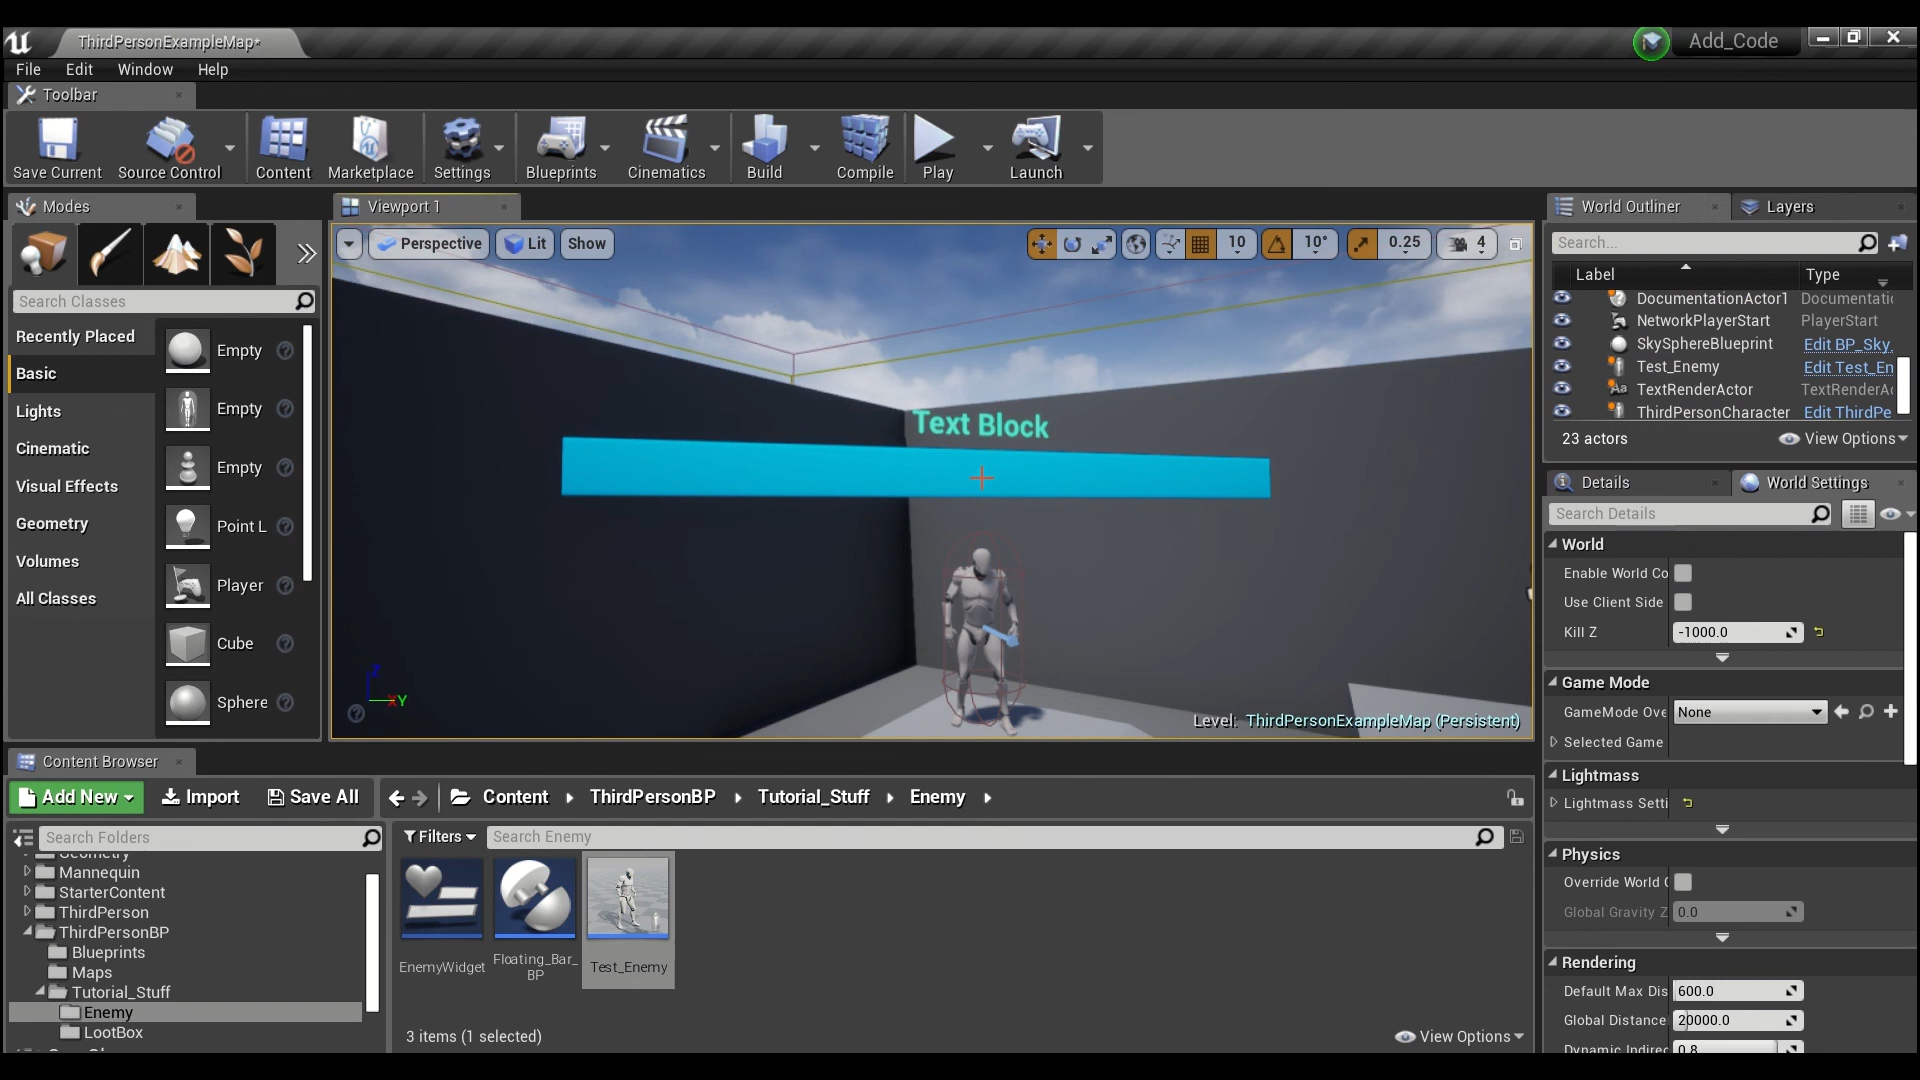 ThirdPersonExampleMap*
Add_Code
File Edit Window Help
Toolbar
Save Current Source Control Content Marketplace Settings Blueprints Cinematics Build Compile Play Launch
Modes
Search Classes
Recently Placed
Basic
Lights
Cinematic
Visual Effects
Geometry
Volumes
All Classes
Empty
Empty
Empty
Point L
Player
Cube
Sphere
Viewport 1
Perspective Lit Show
10 10° 0.25 4
Text Block
Z
X Y
Level: ThirdPersonExampleMap (Persistent)
World Outliner Layers
Search...
Label Type
DocumentationActor1 Documentatic
NetworkPlayerStart PlayerStart
SkySphereBlueprint Edit BP_Sky_
Test_Enemy Edit Test_En
TextRenderActor TextRenderA
ThirdPersonCharacter Edit ThirdPe
23 actors View Options
Details World Settings
Search Details
World
Enable World Co
Use Client Side
Kill Z -1000.0
Game Mode
GameMode Ove None
Selected Game
Lightmass
Lightmass Setti
Physics
Override World
Global Gravity Z 0.0
Rendering
Default Max Dis 600.0
Global Distance 20000.0
Dynamic Indirec 0.8
Content Browser
Add New Import Save All Content ThirdPersonBP Tutorial_Stuff Enemy
Search Folders
Geometry
Mannequin
StarterContent
ThirdPerson
ThirdPersonBP
Blueprints
Maps
Tutorial_Stuff
Enemy
LootBox
Filters Search Enemy
EnemyWidget
Floating_Bar_
BP
Test_Enemy
3 items (1 selected) View Options